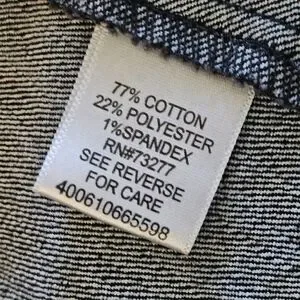 77% COTTON
22% POLYESTER
1%SPANDEX
RN#73277
SEE REVERSE
FOR CARE
400610665598